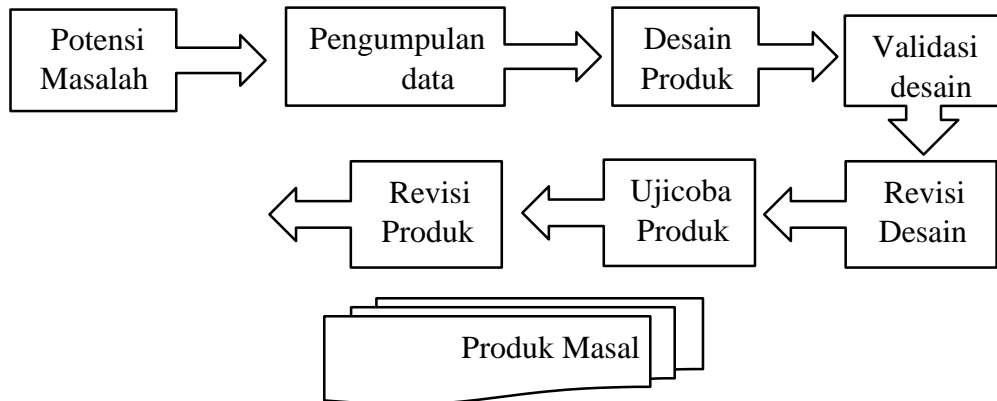 Potensi
Masalah
Pengumpulan
data
Desain
Produk
Validasi
desain
Revisi
Produk
Ujicoba
Produk
Revisi
Desain
Produk Masal